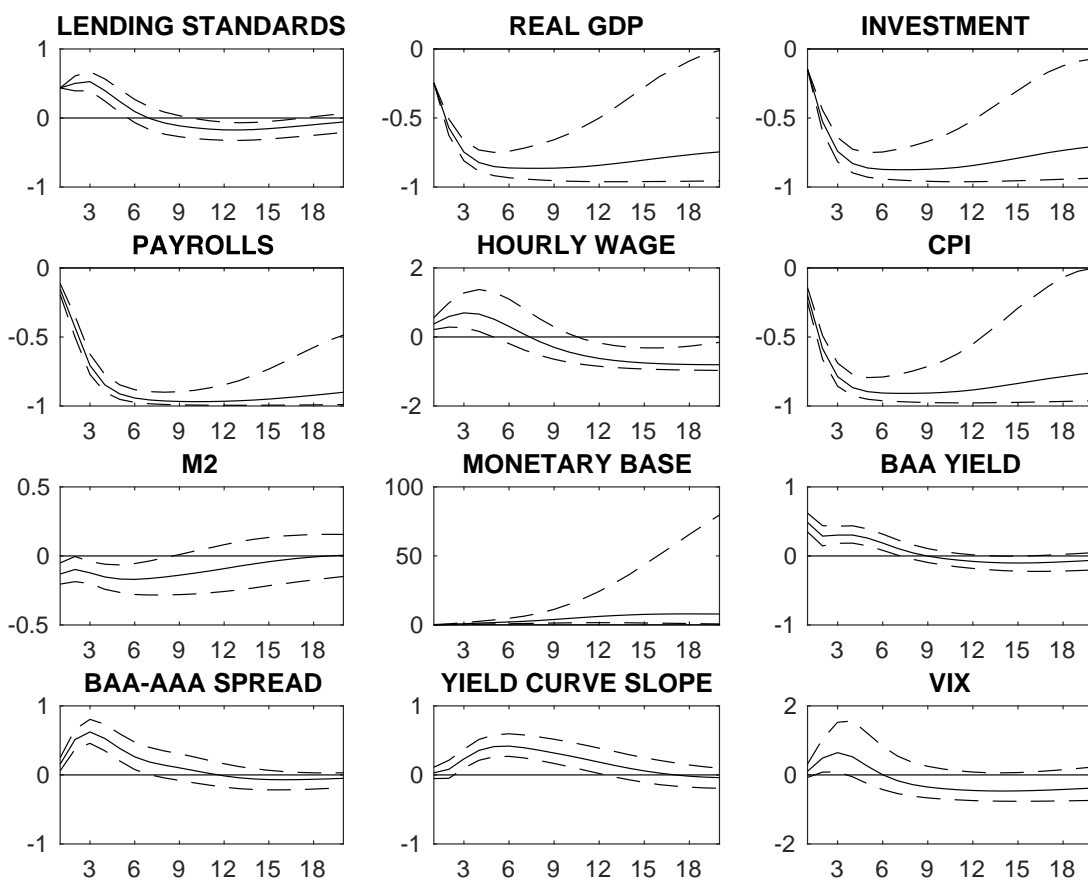 LENDING STANDARDS REAL GDP INVESTMENT
1 0 0
0 -0.5 -0.5
-1 -1 -1
3 6 9 12 15 18 3 6 9 12 15 18 3 6 9 12 15 18
PAYROLLS HOURLY WAGE CPI
0 2 0
-0.5 0 -0.5
-1 -2 -1
3 6 9 12 15 18 3 6 9 12 15 18 3 6 9 12 15 18
M2 MONETARY BASE BAA YIELD
0.5 100 1
0 50 0
-0.5 0 -1
3 6 9 12 15 18 3 6 9 12 15 18 3 6 9 12 15 18
BAA-AAA SPREAD YIELD CURVE SLOPE VIX
1 1 2
0 0 0
-1 -1 -2
3 6 9 12 15 18 3 6 9 12 15 18 3 6 9 12 15 18